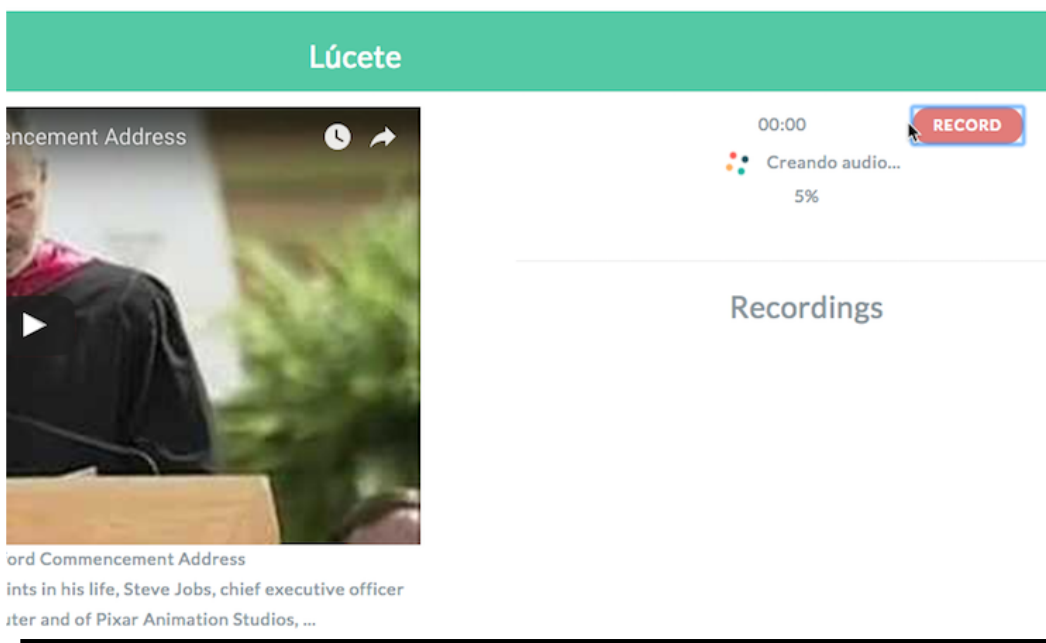 Lúcete
encement Address
00:00
RECORD
Creando audio...
5%
Recordings
ord Commencement Address
ints in his life, Steve Jobs, chief executive officer
uter and of Pixar Animation Studios, ...